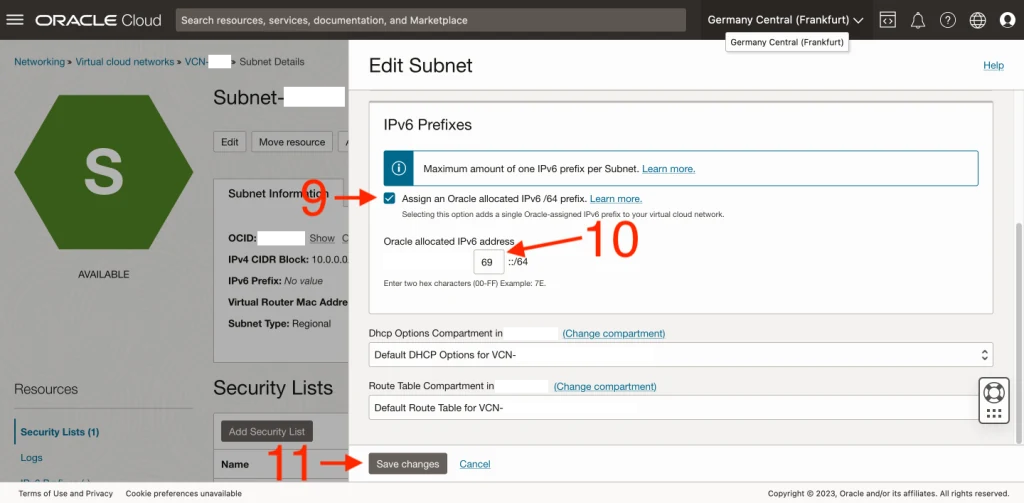 ORACLE Cloud
Search resources, services, documentation, and Marketplace
Germany Central (Frankfurt)
Germany Central (Frankfurt)
Networking » Virtual cloud networks » VCN- » Subnet Details
S
AVAILABLE
Subnet-
Edit
Move resource
Subnet Information
OCID: Show
IPv4 CIDR Block: 10.0.0.0
IPv6 Prefix: No value
Virtual Router Mac Addre
Subnet Type: Regional
Resources
Security Lists (1)
Logs
Security Lists
Add Security List
Name
Edit Subnet
Help
IPv6 Prefixes
Maximum amount of one IPv6 prefix per Subnet. Learn more.
9
Assign an Oracle allocated IPv6 /64 prefix. Learn more.
Selecting this option adds a single Oracle-assigned IPv6 prefix to your virtual cloud network.
Oracle allocated IPv6 address
10
69 ::/64
Enter two hex characters (00-FF) Example: 7E.
Dhcp Options Compartment in (Change compartment)
Default DHCP Options for VCN-
Route Table Compartment in (Change compartment)
Default Route Table for VCN-
11
Save changes
Cancel
Terms of Use and Privacy
Cookie preferences unavailable
Copyright © 2023, Oracle and/or its affiliates. All rights reserved.